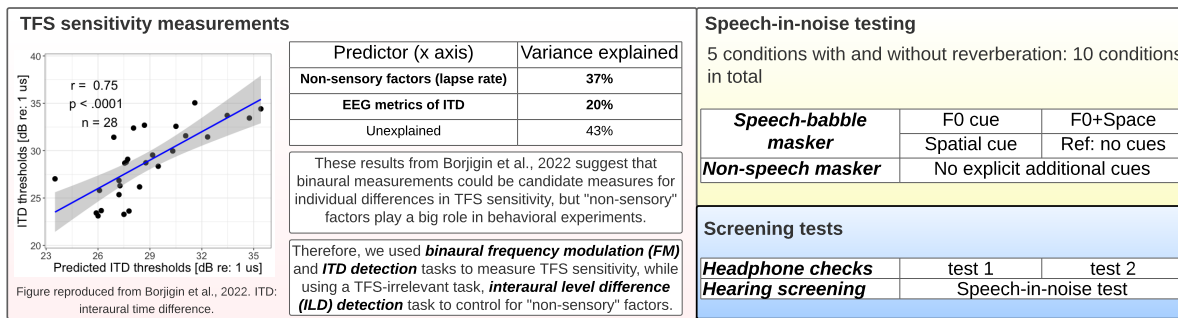 TFS sensitivity measurements
40
35
30
25
20
23
26
29
32
35
ITD thresholds [dB re: 1 us]
r = 0.75
p < .0001
n = 28
Predicted ITD thresholds [dB re: 1 us]
Figure reproduced from Borjigin et al., 2022. ITD:
interaural time difference.
Predictor (x axis) Variance explained
Non-sensory factors (lapse rate) 37%
EEG metrics of ITD 20%
Unexplained 43%
These results from Borjigin et al., 2022 suggest that
binaural measurements could be candidate measures for
individual differences in TFS sensitivity, but "non-sensory"
factors play a big role in behavioral experiments.
Therefore, we used binaural frequency modulation (FM)
and ITD detection tasks to measure TFS sensitivity, while
using a TFS-irrelevant task, interaural level difference
(ILD) detection task to control for "non-sensory" factors.
Speech-in-noise testing
5 conditions with and without reverberation: 10 conditions
in total
Speech-babble
masker
F0 cue F0+Space
Spatial cue Ref: no cues
Non-speech masker No explicit additional cues
Screening tests
Headphone checks test 1 test 2
Hearing screening Speech-in-noise test